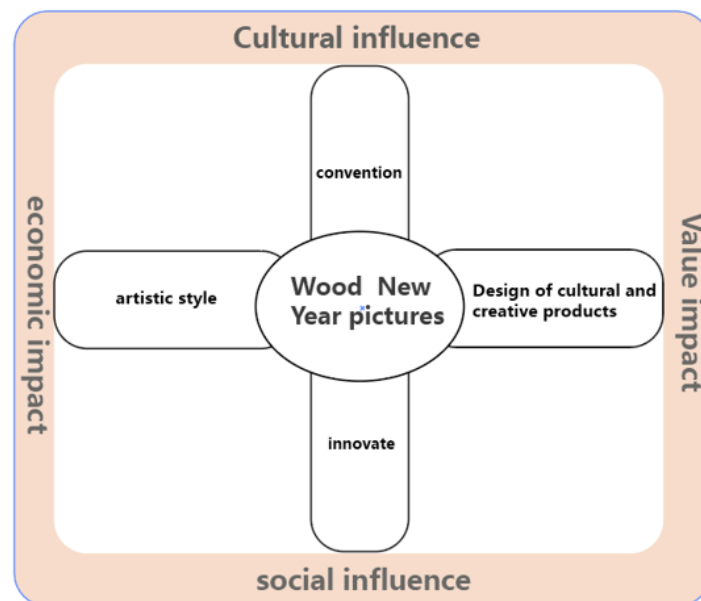 Cultural influence
convention
economic impact
artistic style
Wood New
Year pictures
Design of cultural and
creative products
Value impact
innovate
social influence